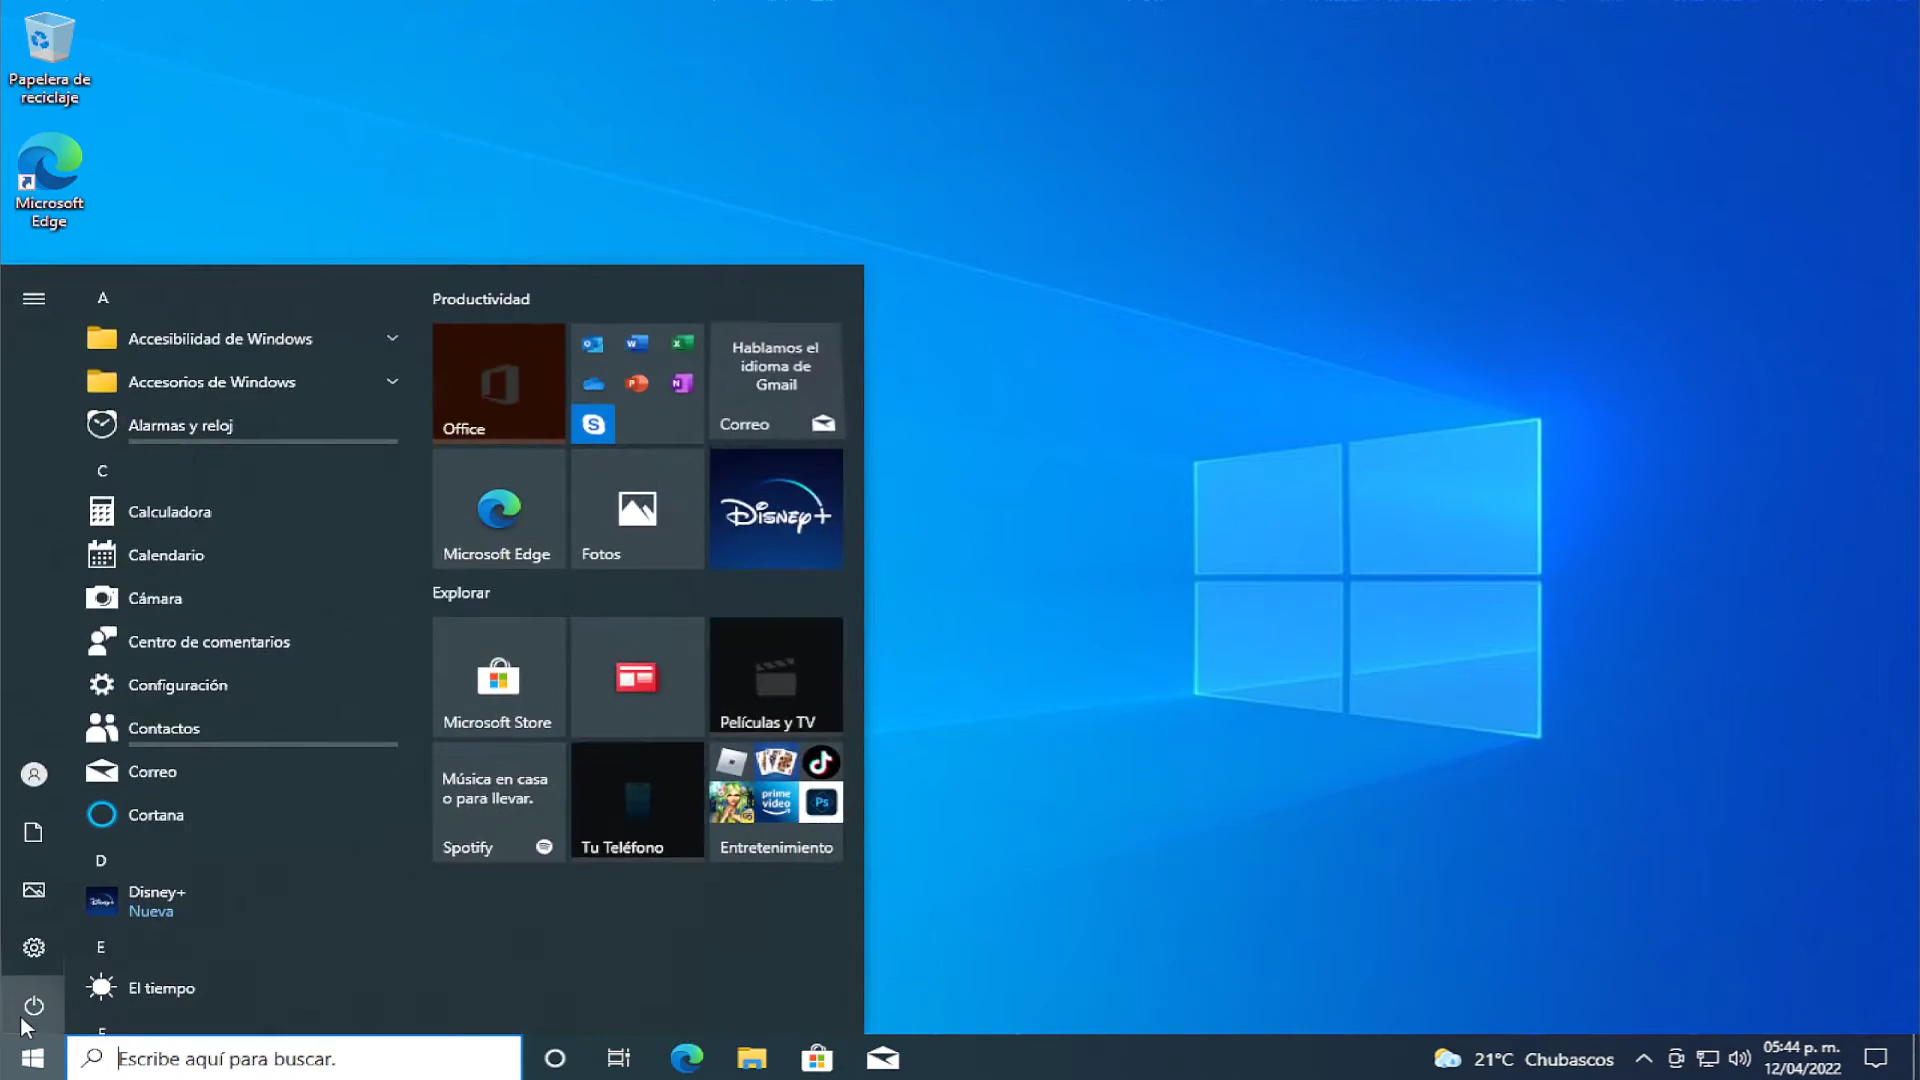 Papelera de
reciclaje
Microsoft
Edge
A
Accesibilidad de Windows
Accesorios de Windows
Alarmas y reloj
C
Calculadora
Calendario
Cámara
Centro de comentarios
Configuración
Contactos
Correo
Cortana
D
Disney+
Nueva
E
El tiempo
Productividad
Office
Hablamos el
idioma de
Gmail
Correo
Microsoft Edge
Fotos
Disney+
Explorar
Microsoft Store
Películas y TV
Música en casa
o para llevar.
Spotify
Tu Teléfono
prime
video
Ps
Entretenimiento
Escribe aquí para buscar.
21°C Chubascos
05:44 p. m.
12/04/2022